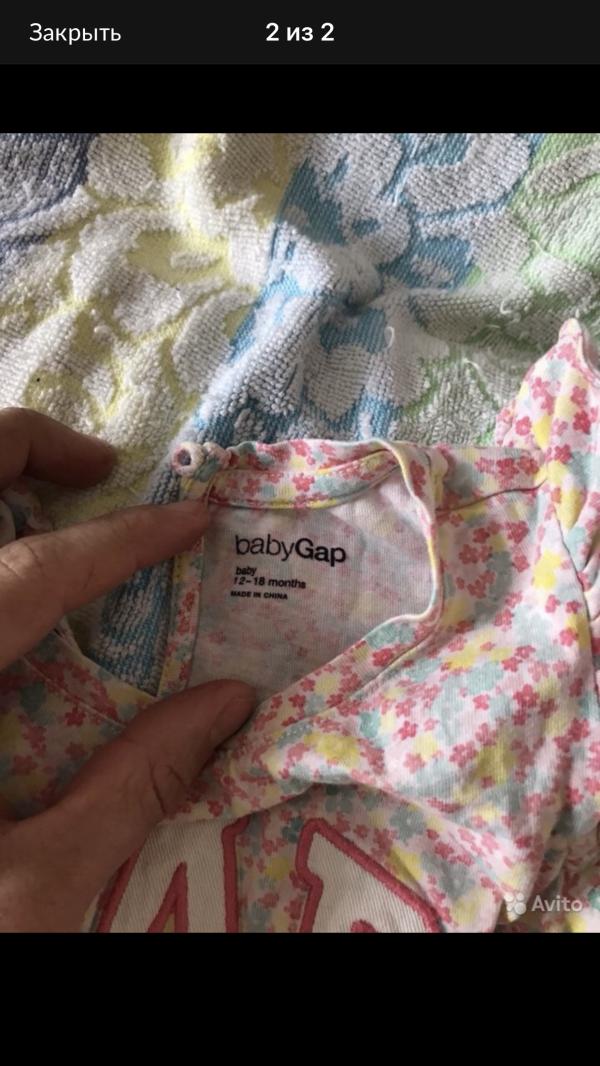 Закрыть
2 из 2
babyGap
baby
12-18 months
MADE IN CHINA
Avito